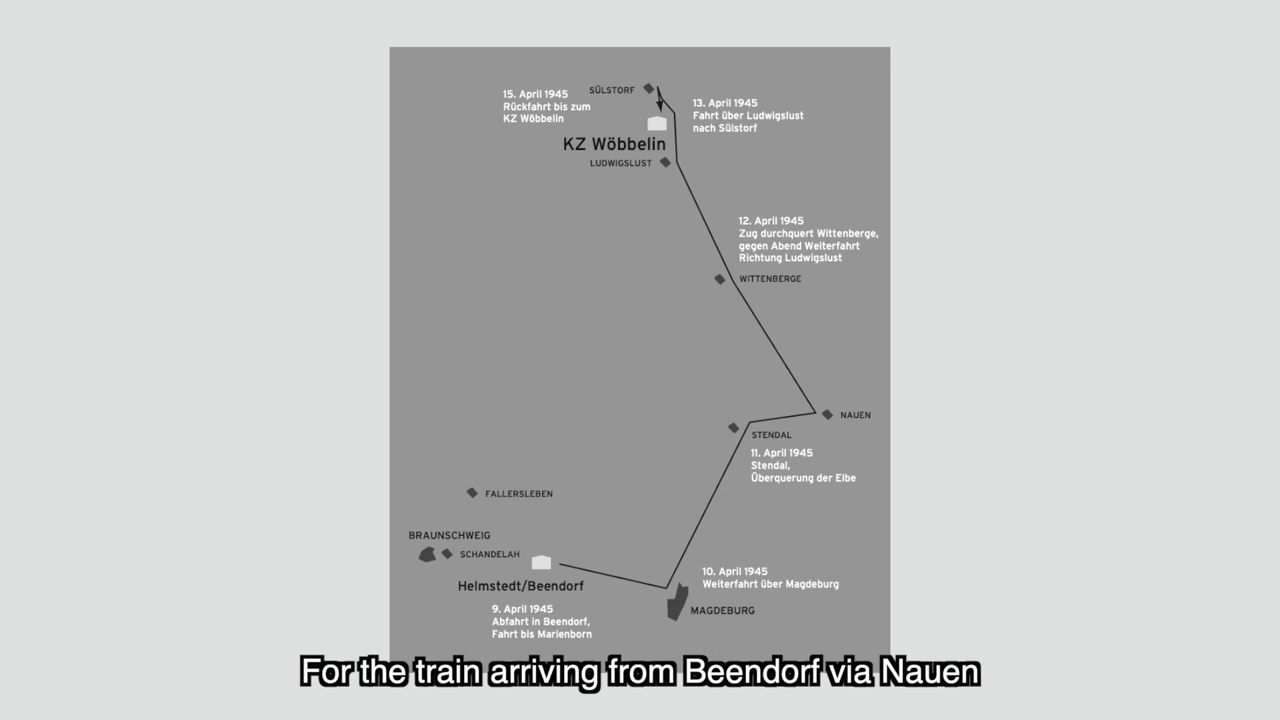 15. April 1945
Rückfahrt bis zum
KZ Wöbbelin
SÜLSTORF
13. April 1945
Fahrt über Ludwigslust
nach Sülstorf
KZ Wöbbelin
LUDWIGSLUST
12. April 1945
Zug durchquert Wittenberge,
gegen Abend Weiterfahrt
Richtung Ludwigslust
WITTENBERGE
NAUEN
STENDAL
11. April 1945
Stendal,
Überquerung der Elbe
FALLERSLEBEN
BRAUNSCHWEIG
SCHANDELAH
Helmstedt/Beendorf
9. April 1945
Abfahrt in Beendorf,
Fahrt bis Marienborn
10. April 1945
Weiterfahrt über Magdeburg
MAGDEBURG
For the train arriving from Beendorf via Nauen